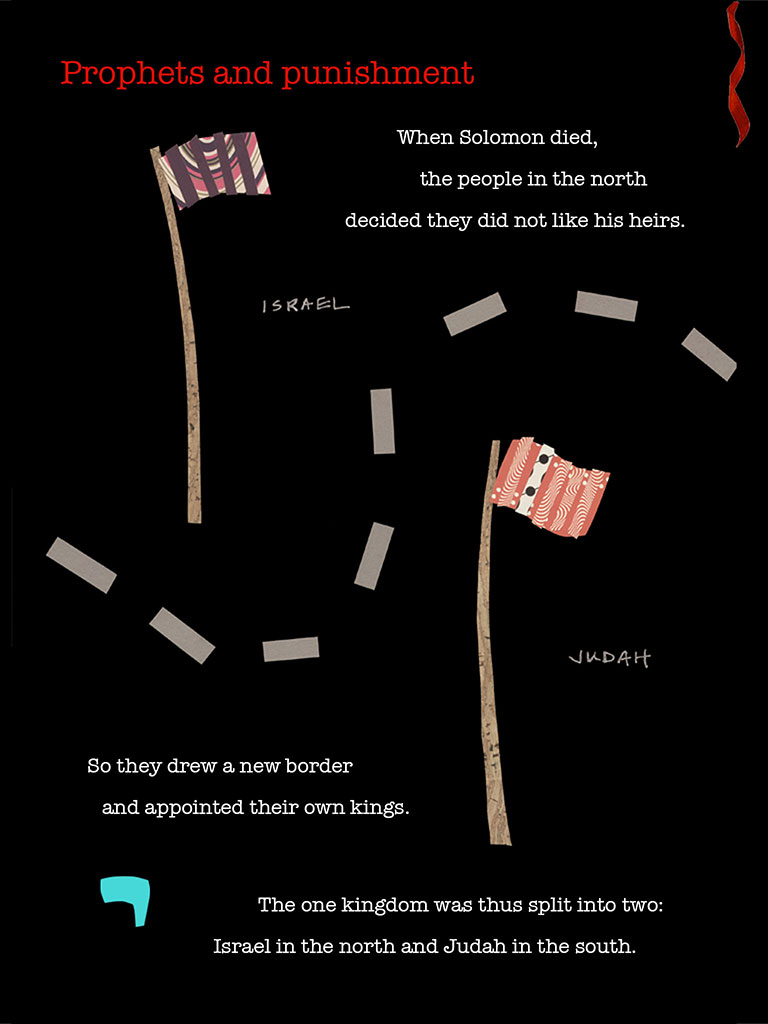 Prophets and punishment
When Solomon died,
the people in the north
decided they did not like his heirs.
ISRAEL
JUDAH
So they drew a new border
and appointed their own kings.
The one kingdom was thus split into two:
Israel in the north and Judah in the south.